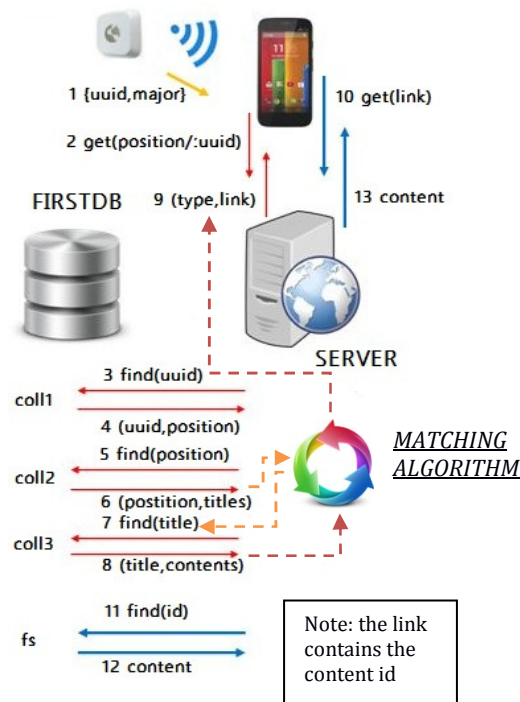 1 {uuid,major}
10 get(link)
2 get(position/:uuid)
FIRSTDB
9 (type,link)
13 content
SERVER
3 find(uuid)
coll1
4 (uuid,position)
5 find(position)
MATCHING
ALGORITHM
coll2
6 (postition,titles)
7 find(title)
coll3
8 (title,contents)
11 find(id)
fs
12 content
Note: the link
contains the
content id